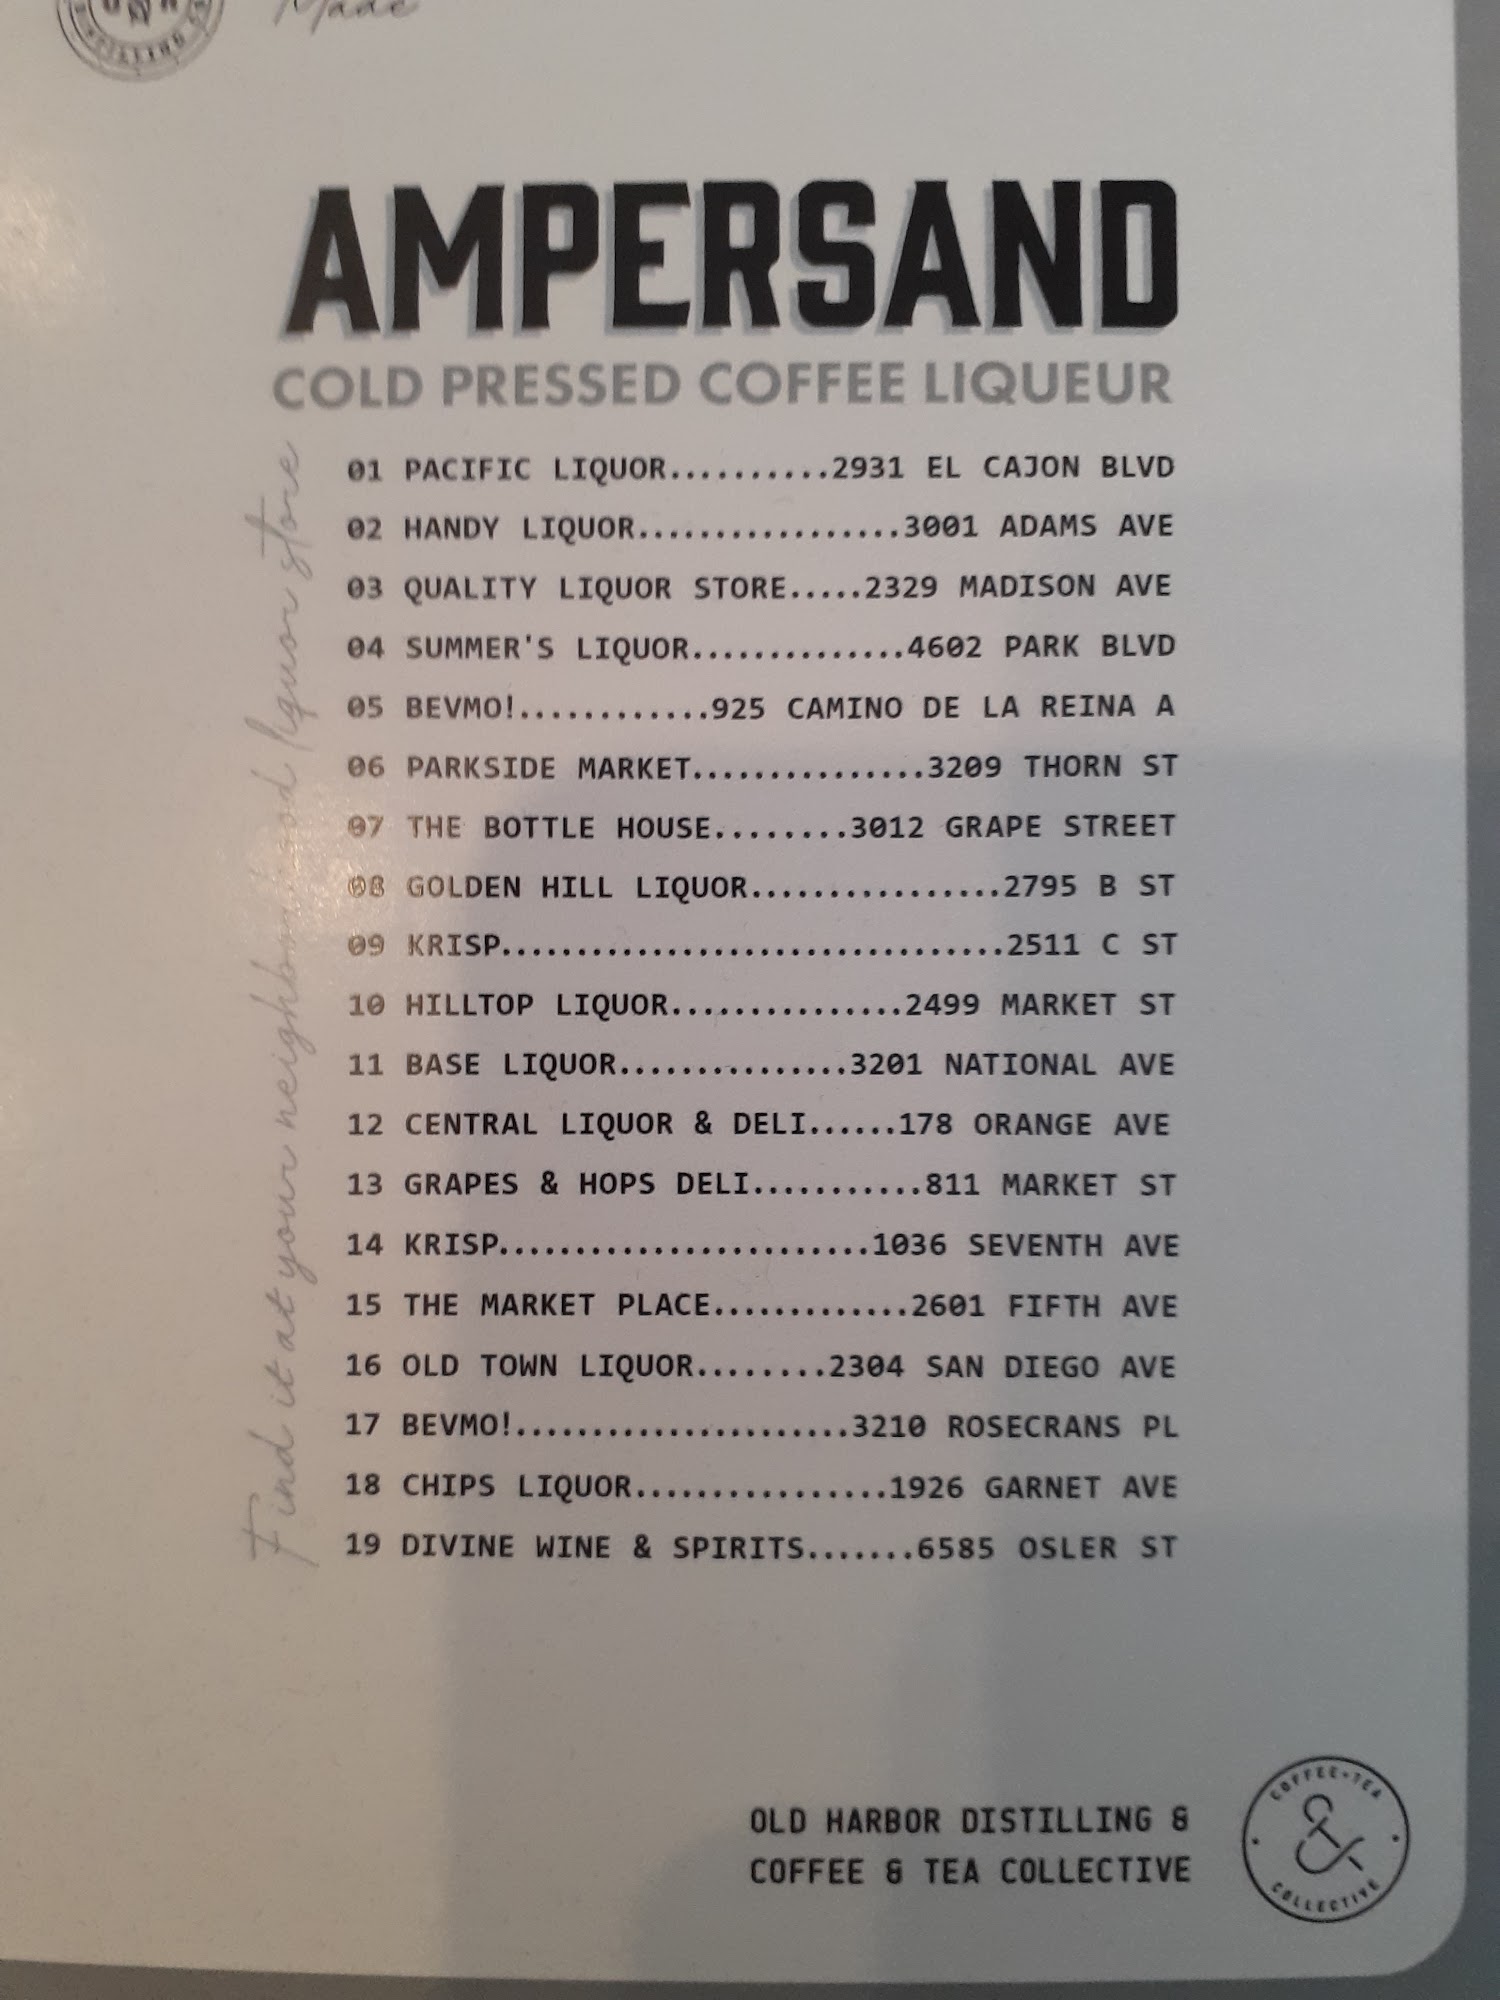 Made
AMPERSAND
COLD PRESSED COFFEE LIQUEUR
Find it at your neighborhood liquor store
01 PACIFIC LIQUOR..........2931 EL CAJON BLVD
02 HANDY LIQUOR..................3001 ADAMS AVE
03 QUALITY LIQUOR STORE.....2329 MADISON AVE
04 SUMMER'S LIQUOR..............4602 PARK BLVD
05 BEVMO!............925 CAMINO DE LA REINA A
06 PARKSIDE MARKET...............3209 THORN ST
07 THE BOTTLE HOUSE........3012 GRAPE STREET
08 GOLDEN HILL LIQUOR.................2795 B ST
09 KRISP..................................2511 C ST
10 HILLTOP LIQUOR...............2499 MARKET ST
11 BASE LIQUOR...............3201 NATIONAL AVE
12 CENTRAL LIQUOR & DELI......178 ORANGE AVE
13 GRAPES & HOPS DELI...........811 MARKET ST
14 KRISP........................1036 SEVENTH AVE
15 THE MARKET PLACE.............2601 FIFTH AVE
16 OLD TOWN LIQUOR........2304 SAN DIEGO AVE
17 BEVMO!......................3210 ROSECRANS PL
18 CHIPS LIQUOR.................1926 GARNET AVE
19 DIVINE WINE & SPIRITS.......6585 OSLER ST
OLD HARBOR DISTILLING &
COFFEE & TEA COLLECTIVE
COFFEE+TEA
&
COLLECTIVE